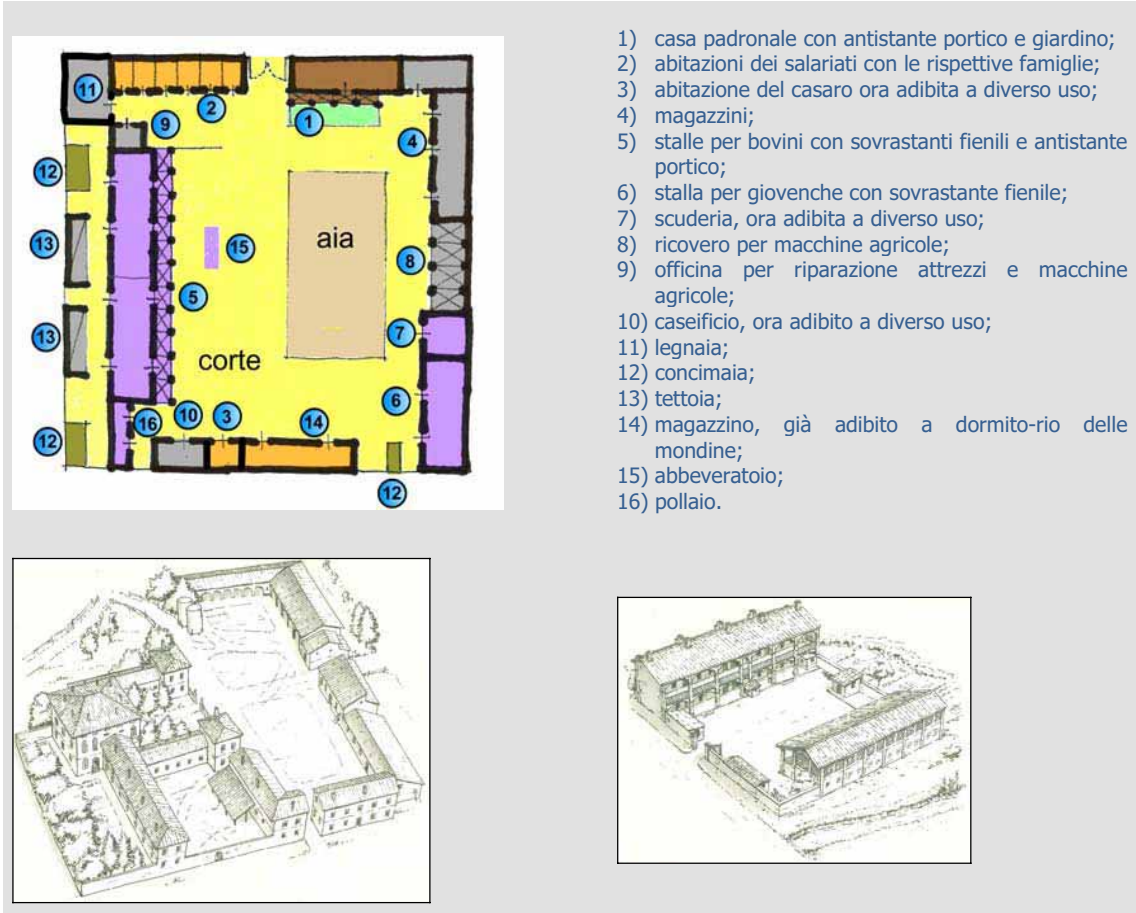 11
2
1
9
4
12
13
15
aia
8
5
13
7
corte
6
16
10
3
14
12
12
1) casa padronale con antistante portico e giardino;
2) abitazioni dei salariati con le rispettive famiglie;
3) abitazione del casaro ora adibita a diverso uso;
4) magazzini;
5) stalle per bovini con sovrastanti fienili e antistante
portico;
6) stalla per giovenche con sovrastante fienile;
7) scuderia, ora adibita a diverso uso;
8) ricovero per macchine agricole;
9) officina per riparazione attrezzi e macchine
agricole;
10) caseificio, ora adibito a diverso uso;
11) legnaia;
12) concimaia;
13) tettoia;
14) magazzino, già adibito a dormito-rio delle
mondine;
15) abbeveratoio;
16) pollaio.